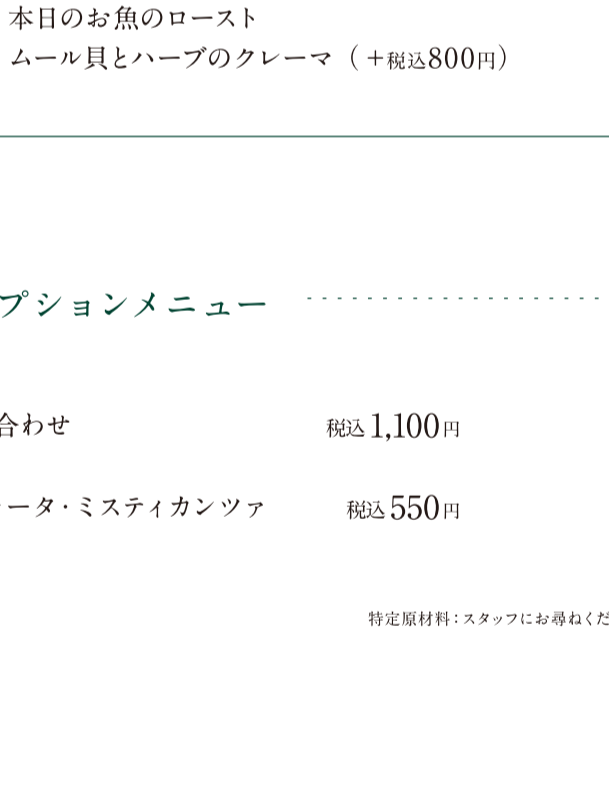 本日のお魚のロースト
ムール貝とハーブのクレーマ（＋税込800円）
プションメニュー
合わせ 税込1,100円
ータ・ミスティカンツァ 税込550円
特定原材料：スタッフにお尋ねくだ